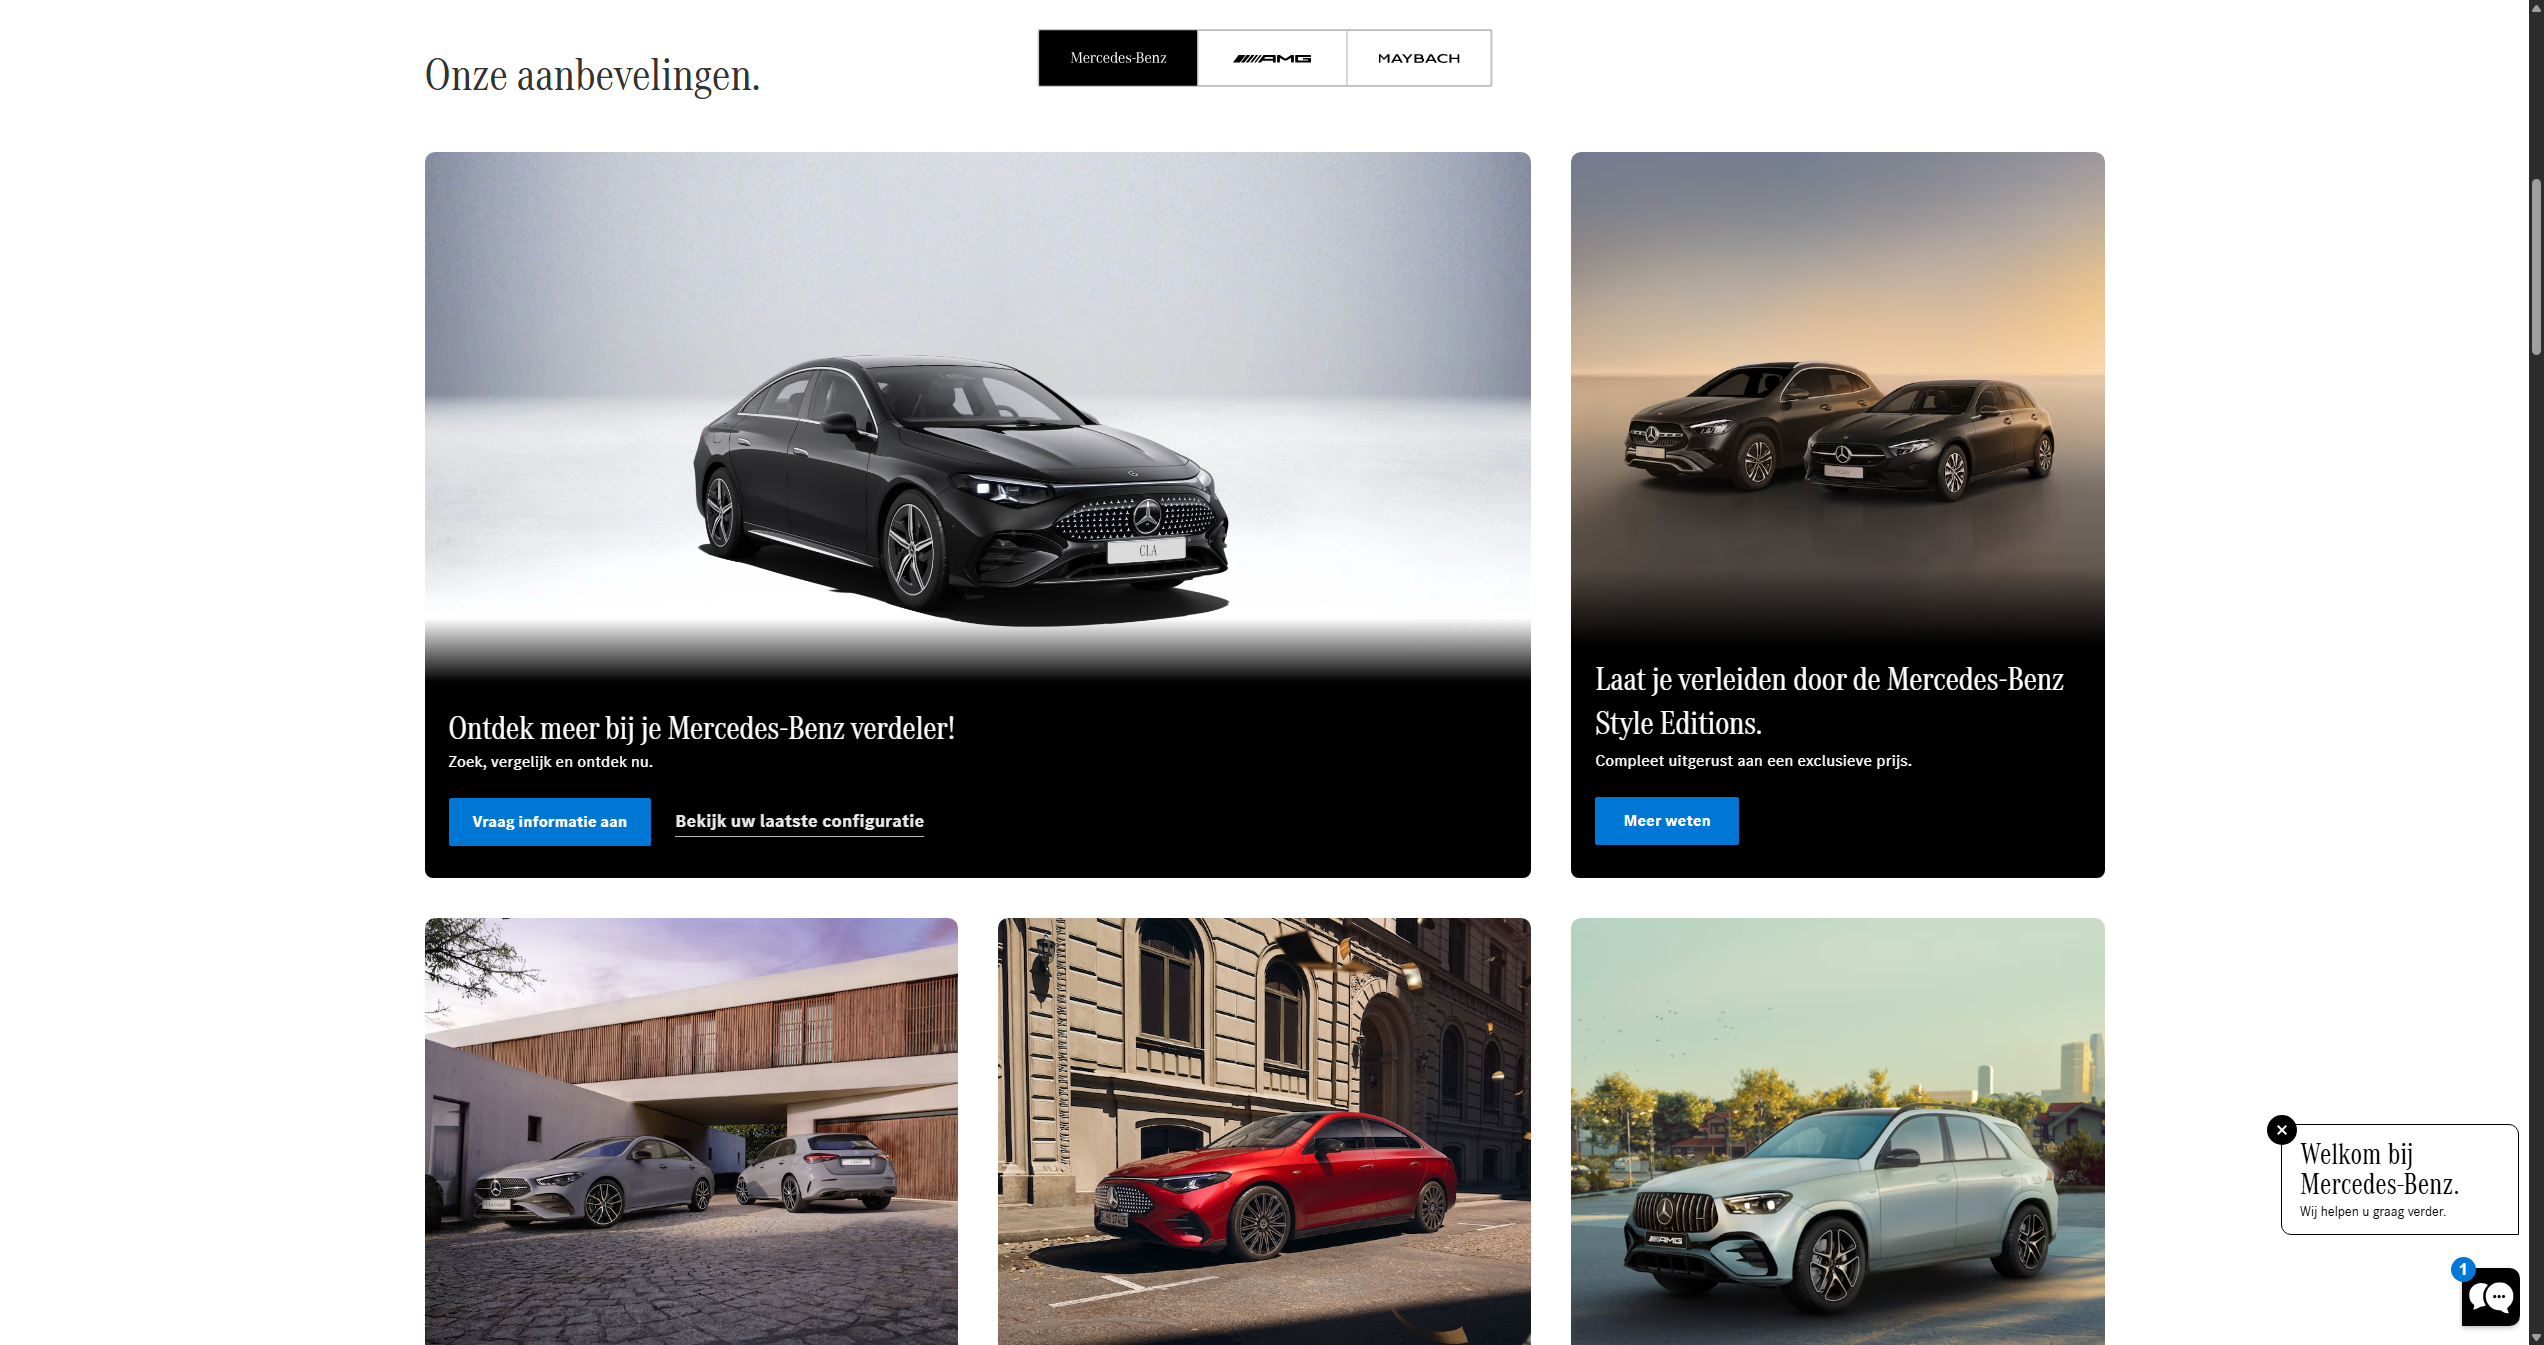 Onze aanbevelingen.
Mercedes-Benz
AMG
MAYBACH
CLA
Ontdek meer bij je Mercedes-Benz verdeler!
Zoek, vergelijk en ontdek nu.
Vraag informatie aan
Bekijk uw laatste configuratie
Laat je verleiden door de Mercedes-Benz
Style Editions.
Compleet uitgerust aan een exclusieve prijs.
Meer weten
AMG
Welkom bij
Mercedes-Benz.
Wij helpen u graag verder.
1